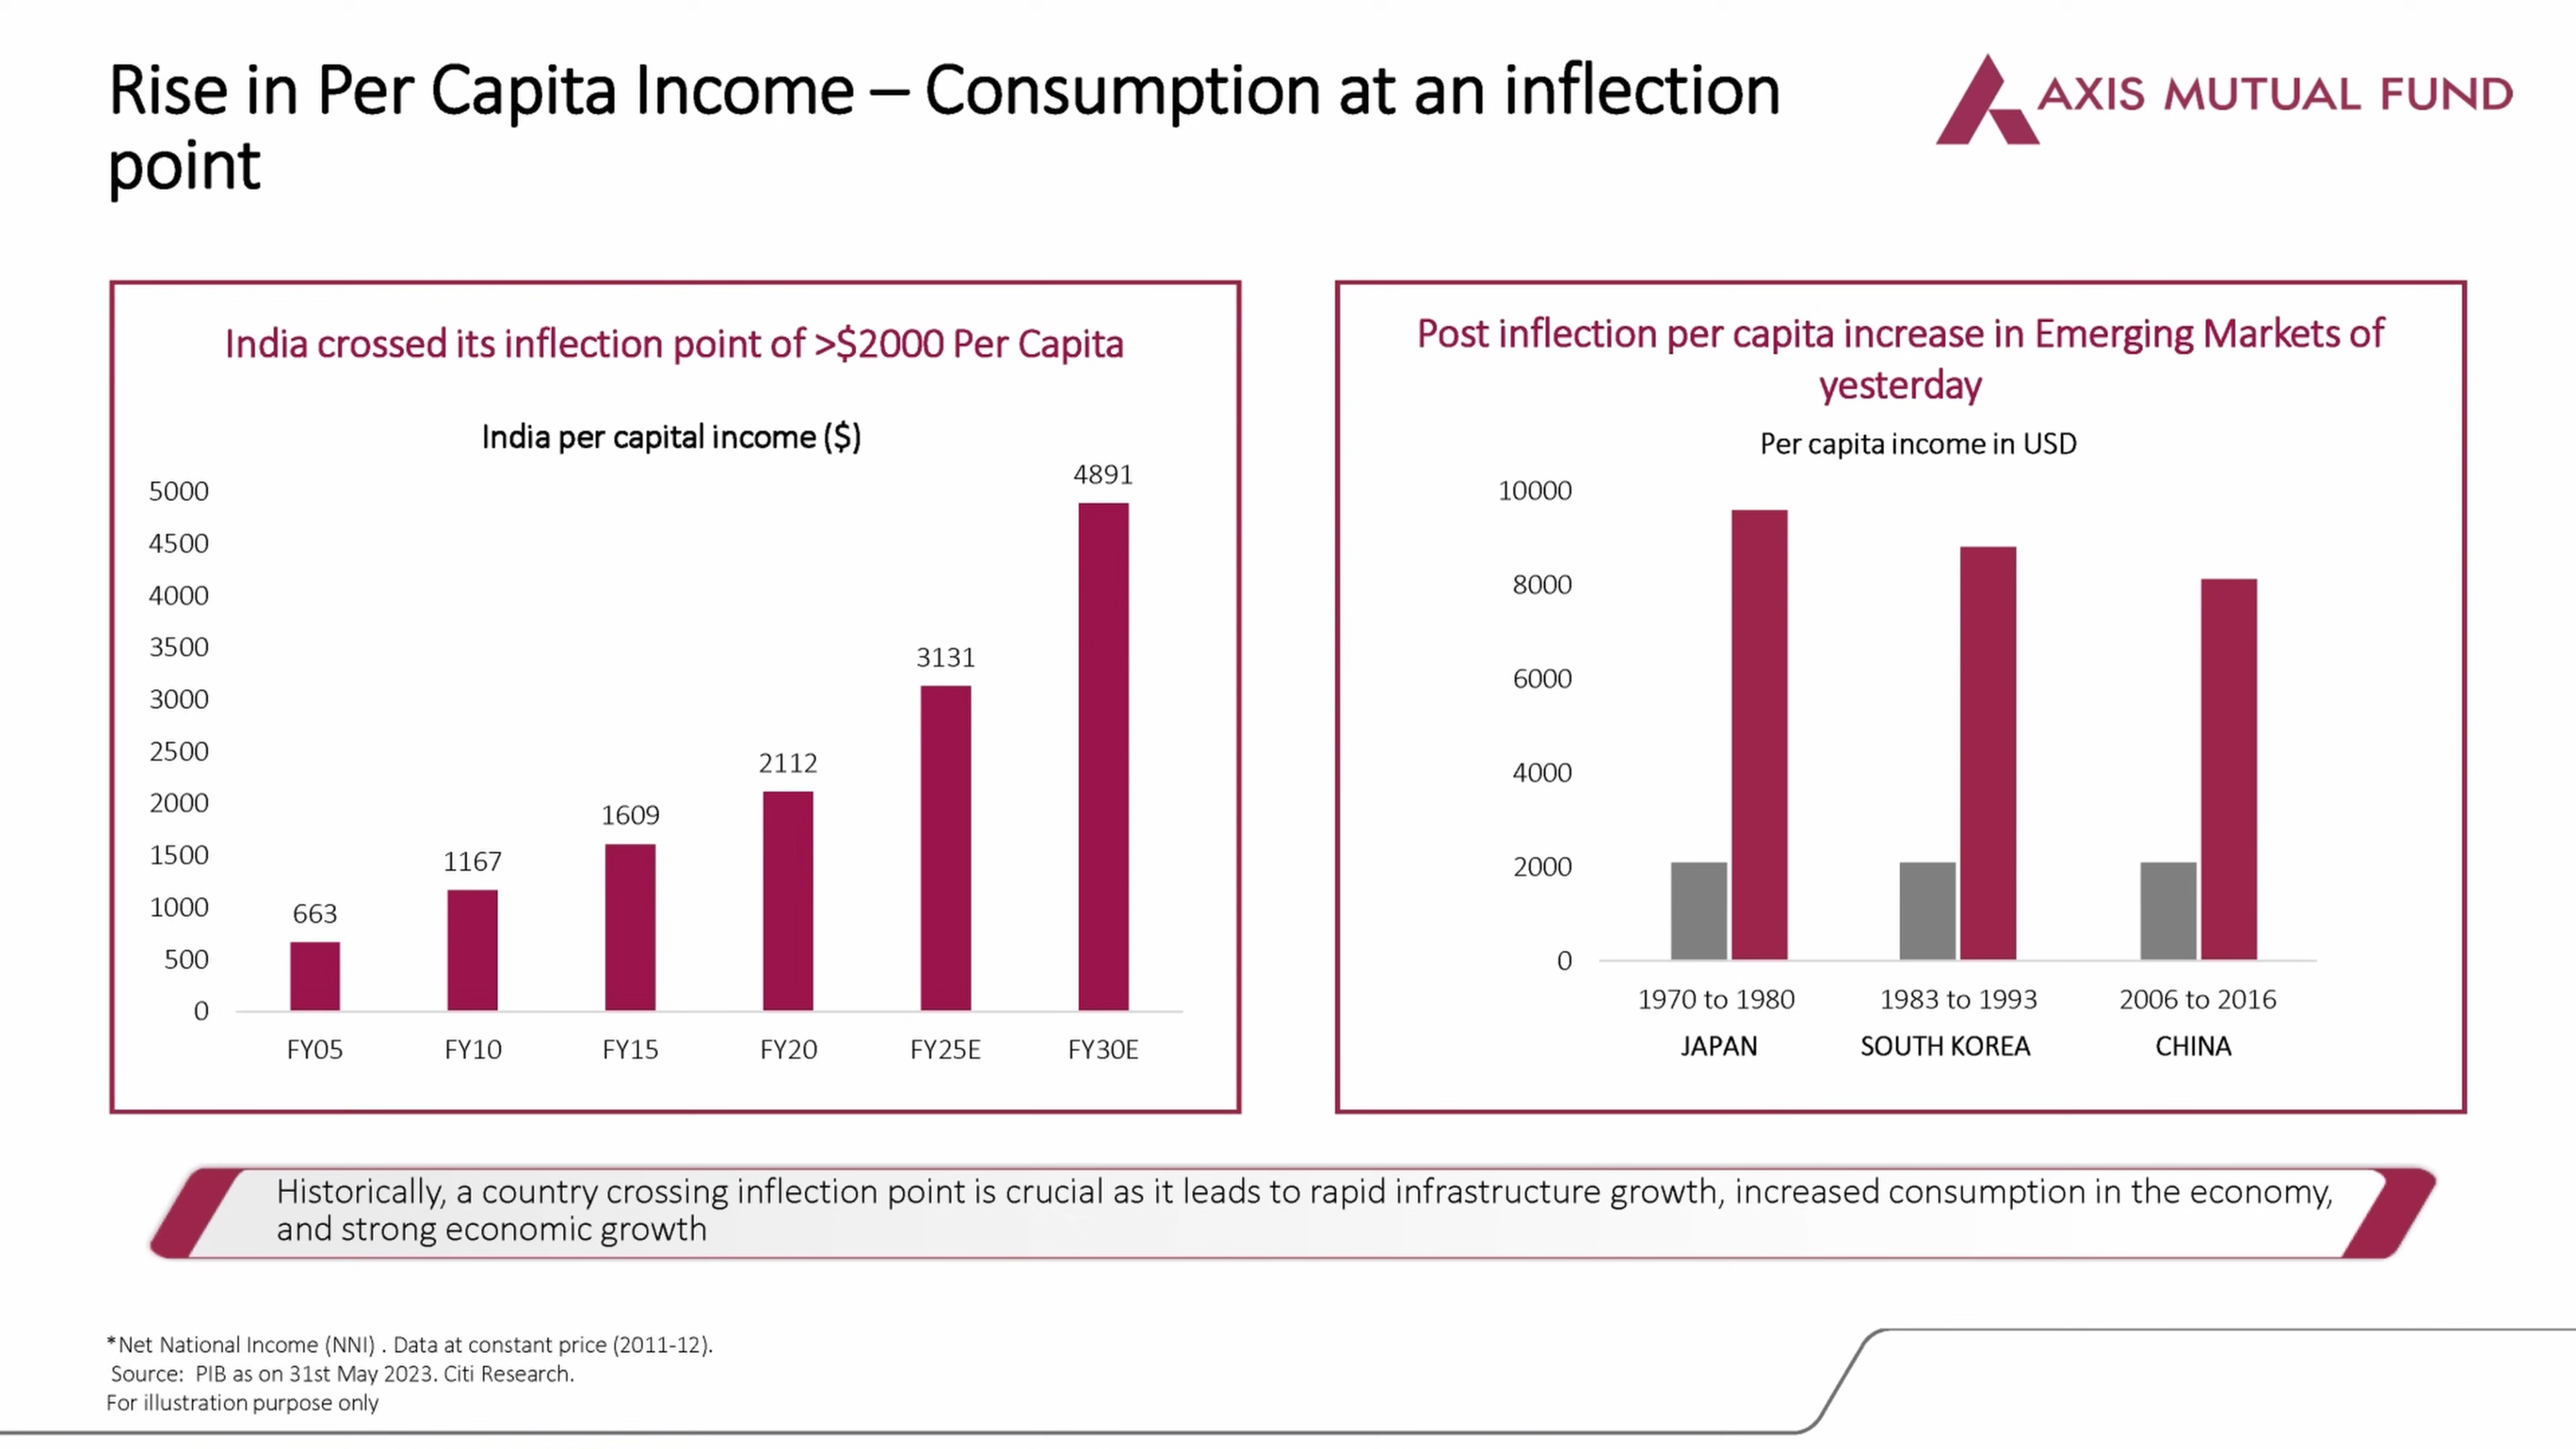 Rise in Per Capita Income – Consumption at an inflection
point
AXIS MUTUAL FUND
India crossed its inflection point of >$2000 Per Capita
India per capital income ($)
5000
4500
4000
3500
3000
2500
2000
1500
1000
500
0
663
1167
1609
2112
3131
4891
FY05 FY10 FY15 FY20 FY25E FY30E
Post inflection per capita increase in Emerging Markets of
yesterday
Per capita income in USD
10000
8000
6000
4000
2000
0
1970 to 1980 1983 to 1993 2006 to 2016
JAPAN SOUTH KOREA CHINA
Historically, a country crossing inflection point is crucial as it leads to rapid infrastructure growth, increased consumption in the economy,
and strong economic growth
*Net National Income (NNI) . Data at constant price (2011-12).
Source: PIB as on 31st May 2023. Citi Research.
For illustration purpose only